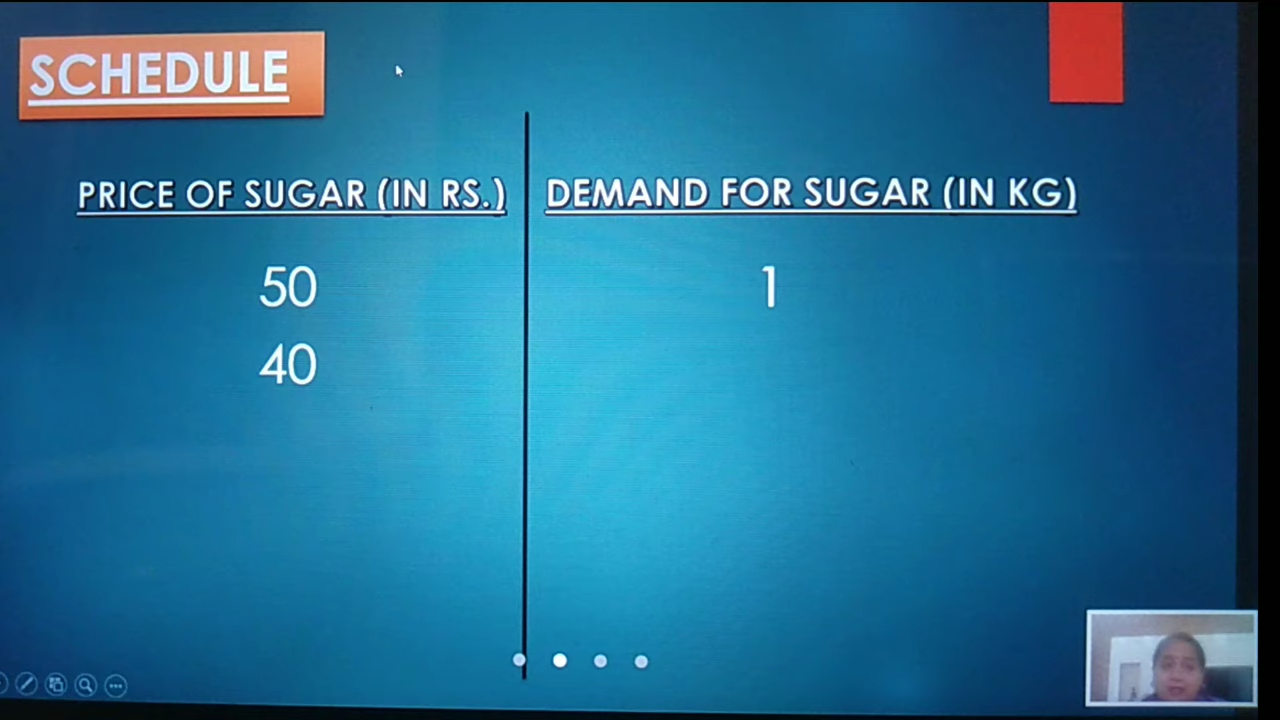 SCHEDULE
PRICE OF SUGAR (IN RS.) DEMAND FOR SUGAR (IN KG)
50 1
40